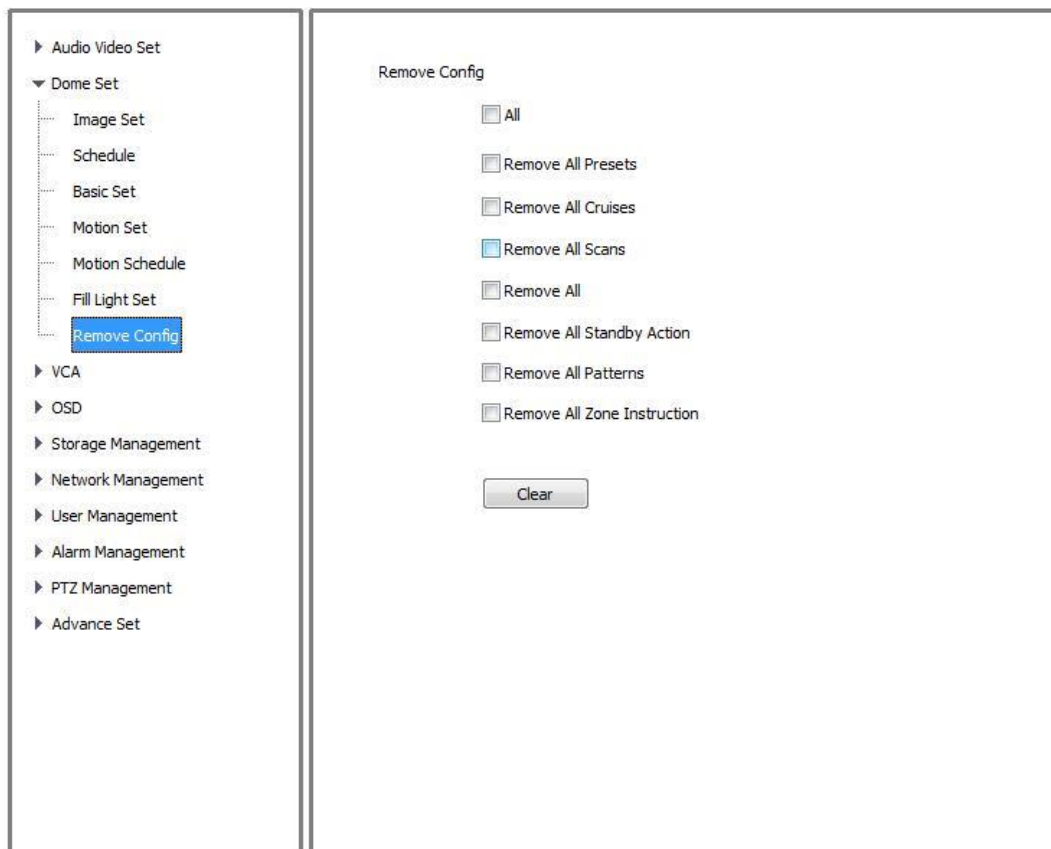 Audio Video Set
Dome Set
Image Set
Schedule
Basic Set
Motion Set
Motion Schedule
Fill Light Set
Remove Config
VCA
OSD
Storage Management
Network Management
User Management
Alarm Management
PTZ Management
Advance Set
Remove Config
All
Remove All Presets
Remove All Cruises
Remove All Scans
Remove All
Remove All Standby Action
Remove All Patterns
Remove All Zone Instruction
Clear